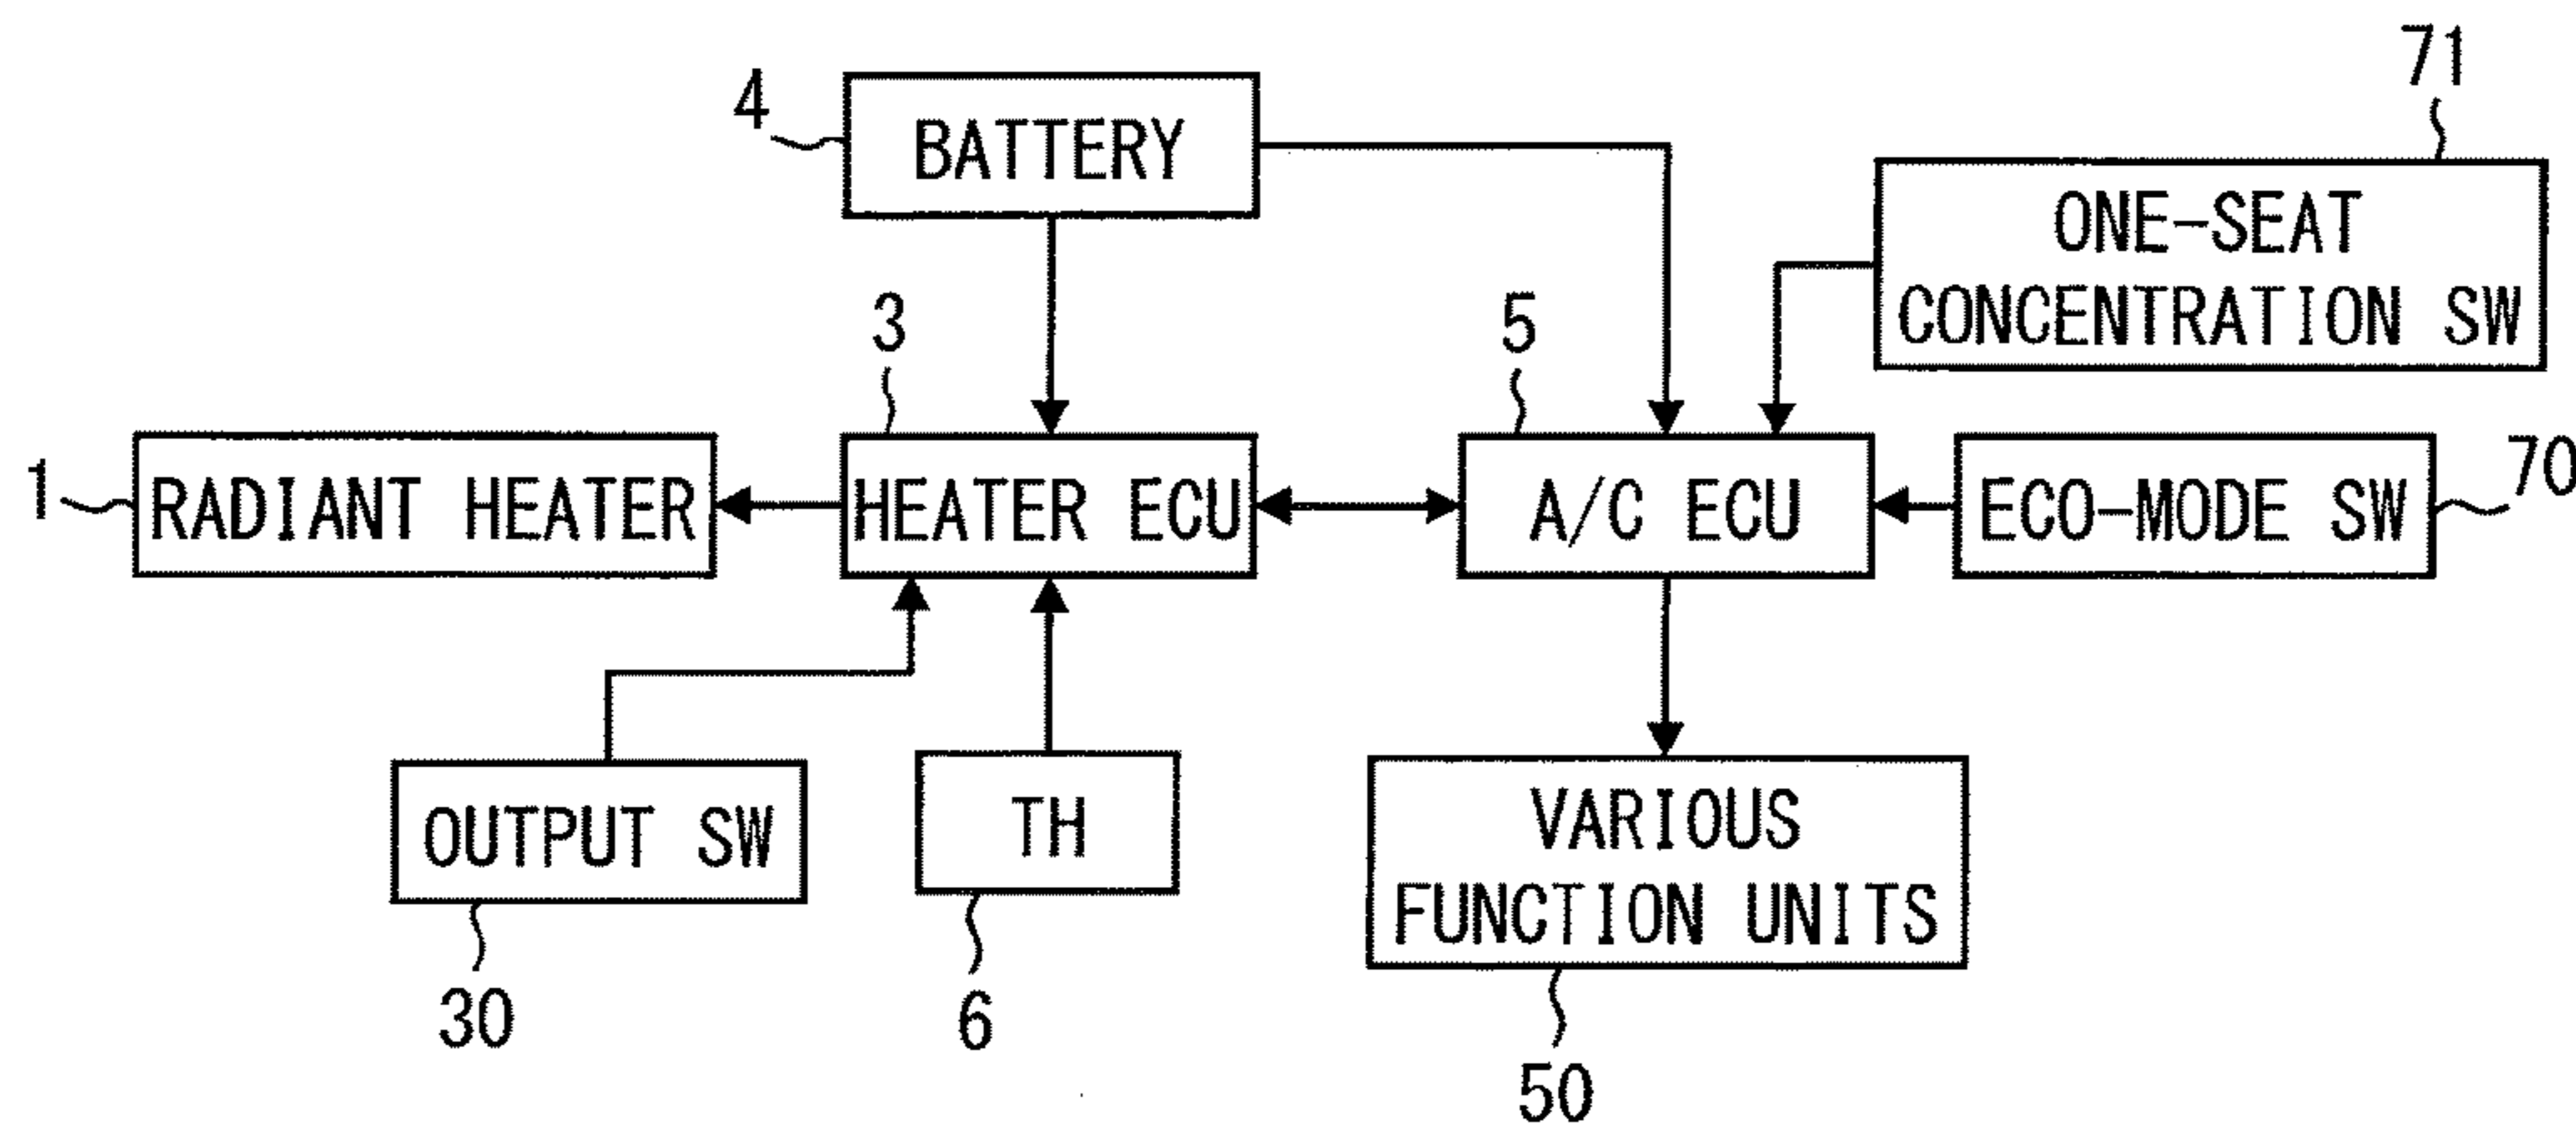 71
4
BATTERY
ONE-SEAT
CONCENTRATION SW
3
5
1
RADIANT HEATER
HEATER ECU
A/C ECU
ECO-MODE SW
70
OUTPUT SW
TH
VARIOUS
FUNCTION UNITS
30
6
50